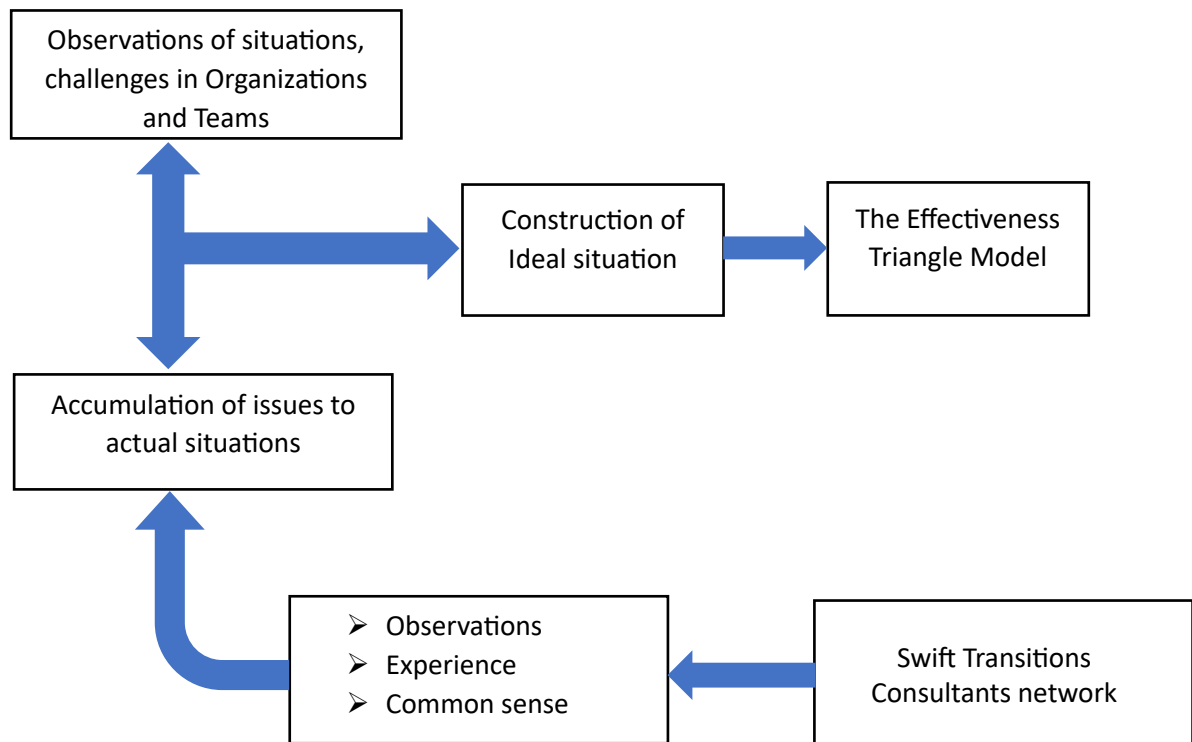 Observations of situations,
challenges in Organizations
and Teams
Construction of
Ideal situation
The Effectiveness
Triangle Model
Accumulation of issues to
actual situations
➢ Observations
➢ Experience
➢ Common sense
Swift Transitions
Consultants network